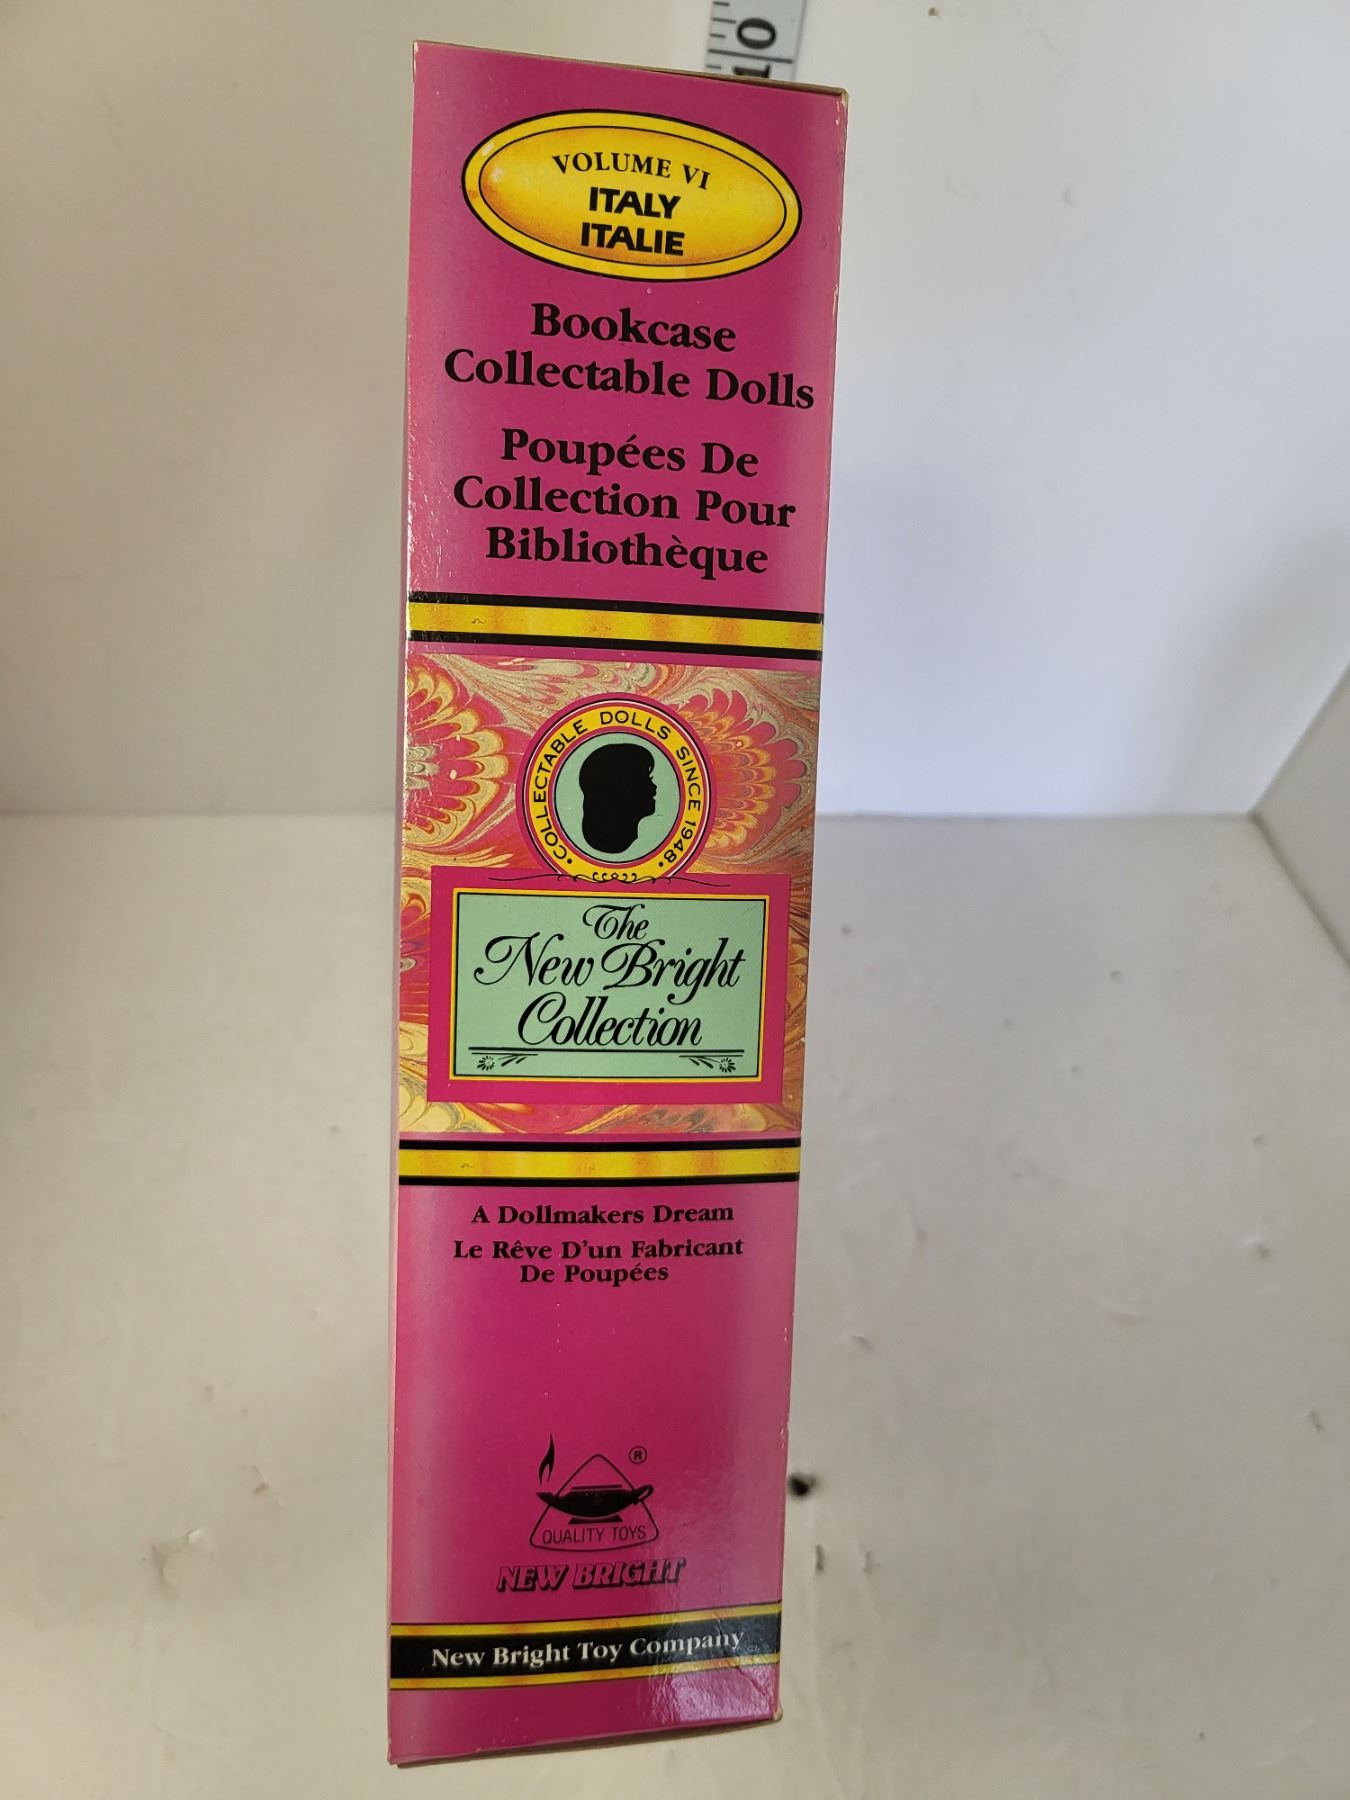 10
VOLUME VI
ITALY
ITALIE
Bookcase
Collectable Dolls
Poupées De
Collection Pour
Bibliothèque
•COLLECTABLE DOLLS SINCE 1948•
The
New Bright
Collection
A Dollmakers Dream
Le Rêve D'un Fabricant
De Poupées
®
QUALITY TOYS
NEW BRIGHT
New Bright Toy Company